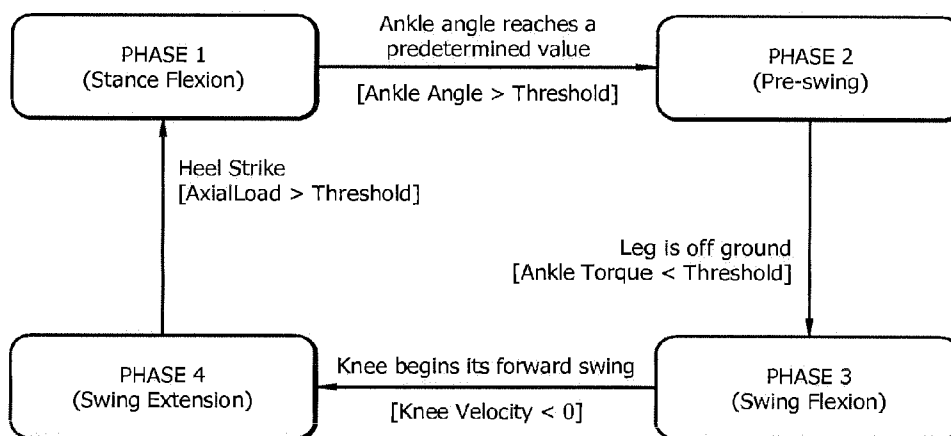 PHASE 1
(Stance Flexion)
Ankle angle reaches a
predetermined value
[Ankle Angle > Threshold]
PHASE 2
(Pre-swing)
Heel Strike
[AxialLoad > Threshold]
Leg is off ground
[Ankle Torque < Threshold]
PHASE 4
(Swing Extension)
Knee begins its forward swing
[Knee Velocity < 0]
PHASE 3
(Swing Flexion)